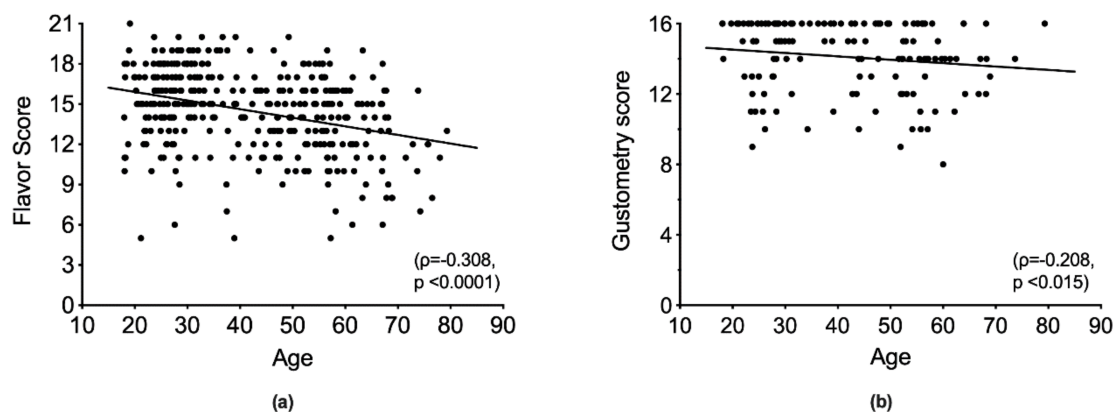 21
18
15
12
9
6
3
0
Flavor Score
(ρ=-0.308,
p <0.0001)
10 20 30 40 50 60 70 80 90
Age
(a)
16
12
8
4
0
Gustometry score
(ρ=-0.208,
p <0.015)
10 20 30 40 50 60 70 80 90
Age
(b)